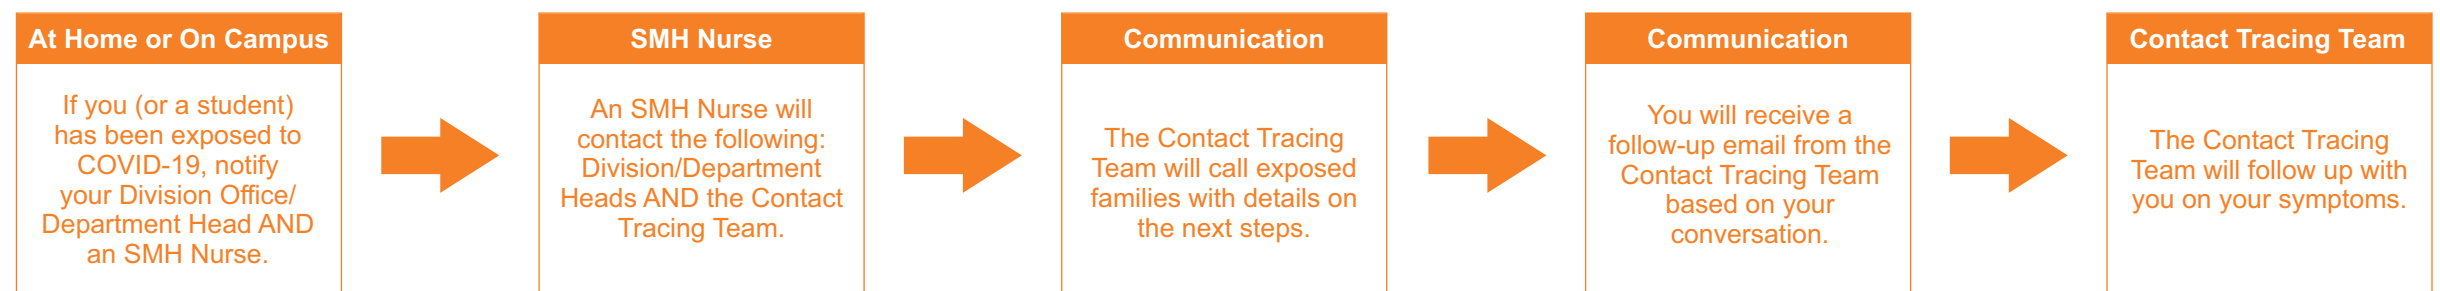 At Home or On Campus
If you (or a student)
has been exposed to
COVID-19, notify
your Division Office/
Department Head AND
an SMH Nurse.
SMH Nurse
An SMH Nurse will
contact the following:
Division/Department
Heads AND the Contact
Tracing Team.
Communication
The Contact Tracing
Team will call exposed
families with details on
the next steps.
Communication
You will receive a
follow-up email from the
Contact Tracing Team
based on your
conversation.
Contact Tracing Team
The Contact Tracing
Team will follow up with
you on your symptoms.